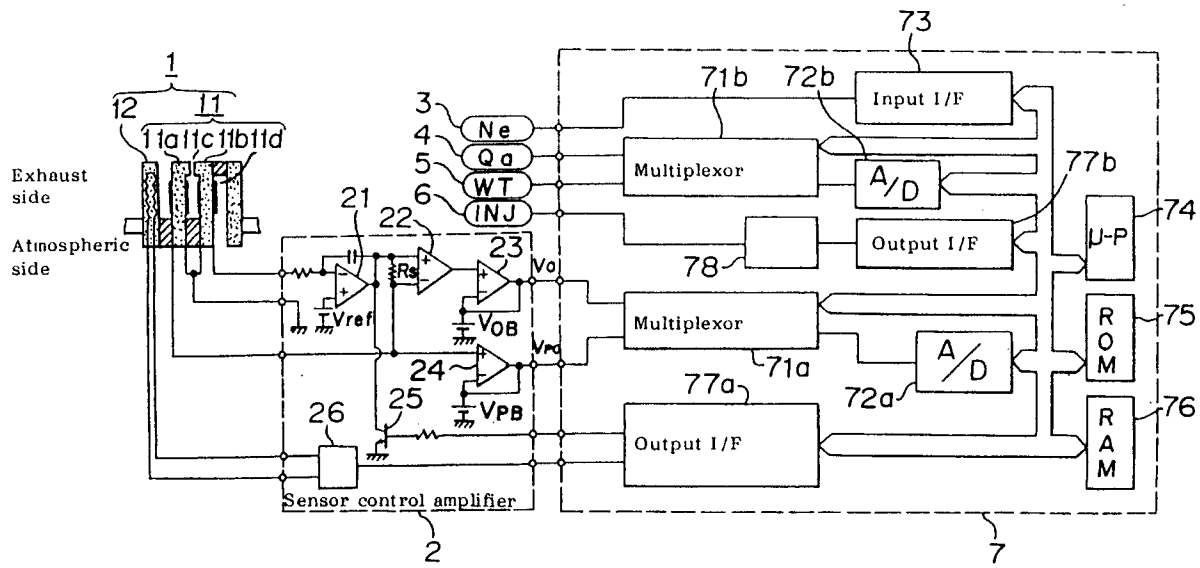 73
1
12
11
11a 11c 11b 11d
Exhaust side
Atmospheric side
3
Ne
4
Qa
5
WT
6
INJ
71b
Multiplexor
72b
A/D
Input I/F
77b
Output I/F
78
74
μ-P
21
22
23
Rs
Vref
VOB
24
VPB
25
26
Sensor control amplifier
2
Multiplexor
71a
A/D
72a
77a
Output I/F
75
ROM
76
RAM
7